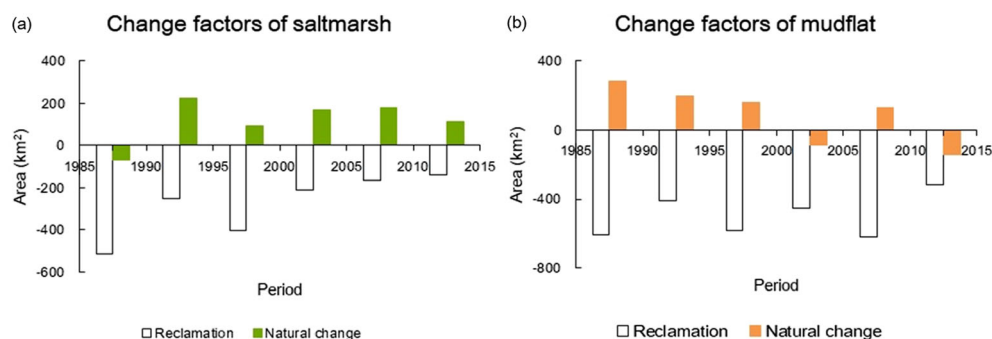 (a)
Change factors of saltmarsh
400
200
0
-200
-400
-600
Area (km²)
1985 1990 1995 2000 2005 2010 2015
Period
Reclamation Natural change
(b)
Change factors of mudflat
400
0
-400
-800
Area (km²)
1985 1990 1995 2000 2005 2010 2015
Period
Reclamation Natural change